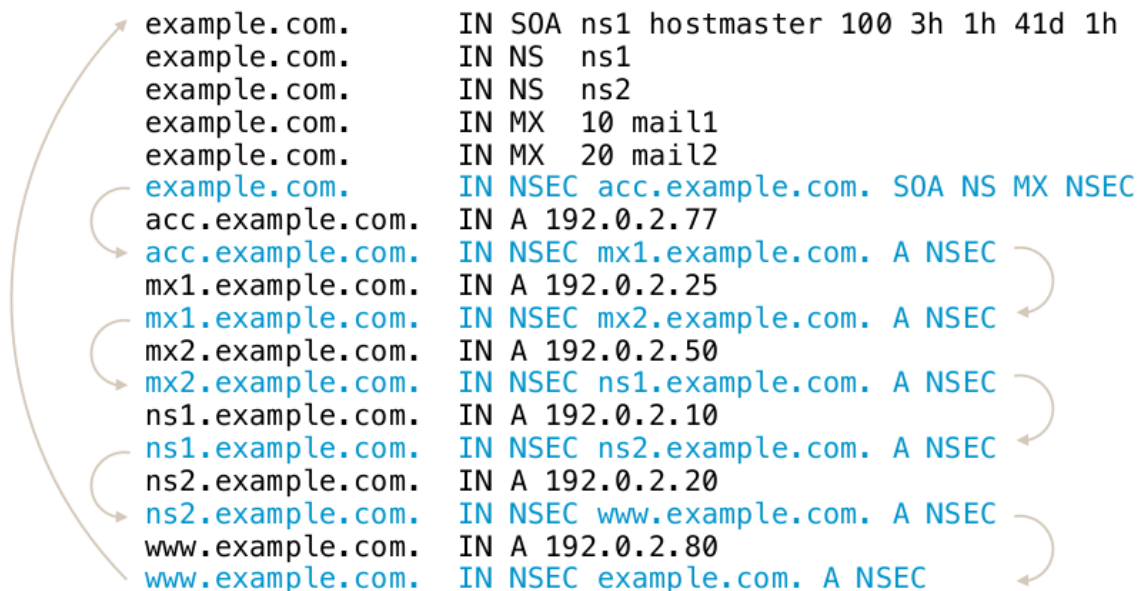 example.com. IN SOA ns1 hostmaster 100 3h 1h 41d 1h
example.com. IN NS ns1
example.com. IN NS ns2
example.com. IN MX 10 mail1
example.com. IN MX 20 mail2
example.com. IN NSEC acc.example.com. SOA NS MX NSEC
acc.example.com. IN A 192.0.2.77
acc.example.com. IN NSEC mx1.example.com. A NSEC
mx1.example.com. IN A 192.0.2.25
mx1.example.com. IN NSEC mx2.example.com. A NSEC
mx2.example.com. IN A 192.0.2.50
mx2.example.com. IN NSEC ns1.example.com. A NSEC
ns1.example.com. IN A 192.0.2.10
ns1.example.com. IN NSEC ns2.example.com. A NSEC
ns2.example.com. IN A 192.0.2.20
ns2.example.com. IN NSEC www.example.com. A NSEC
www.example.com. IN A 192.0.2.80
www.example.com. IN NSEC example.com. A NSEC